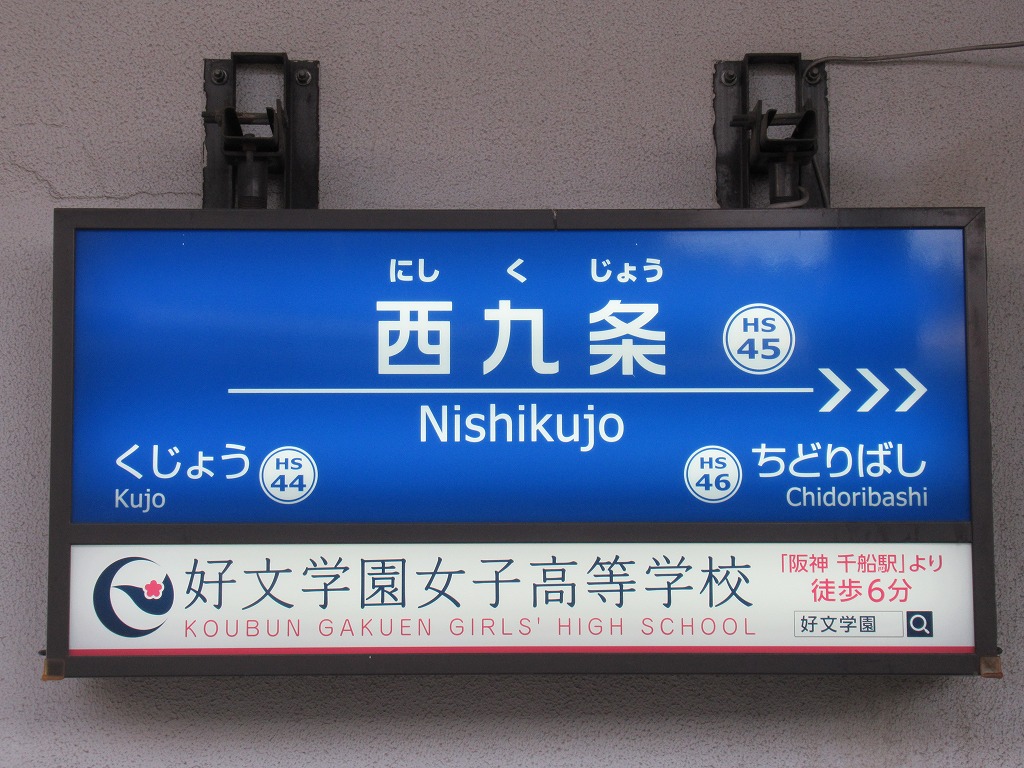 にし く じょう
西九条
HS
45
Nishikujo
くじょう
Kujo
HS
44
HS
46
ちどりばし
Chidoribashi
好文学園女子高等学校
KOUBUN GAKUEN GIRLS' HIGH SCHOOL
「阪神 千船駅」より
徒歩6分
好文学園